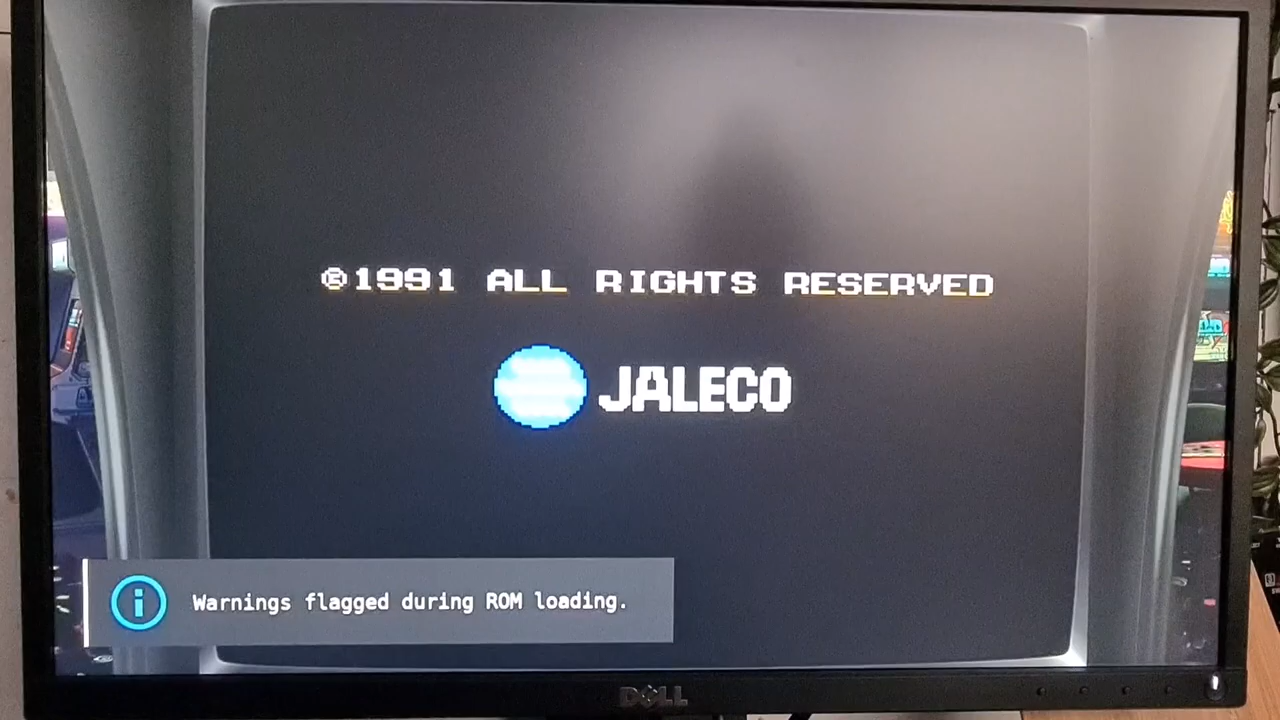 ©1991 ALL RIGHTS RESERVED
JALECO
Warnings flagged during ROM loading.
DELL